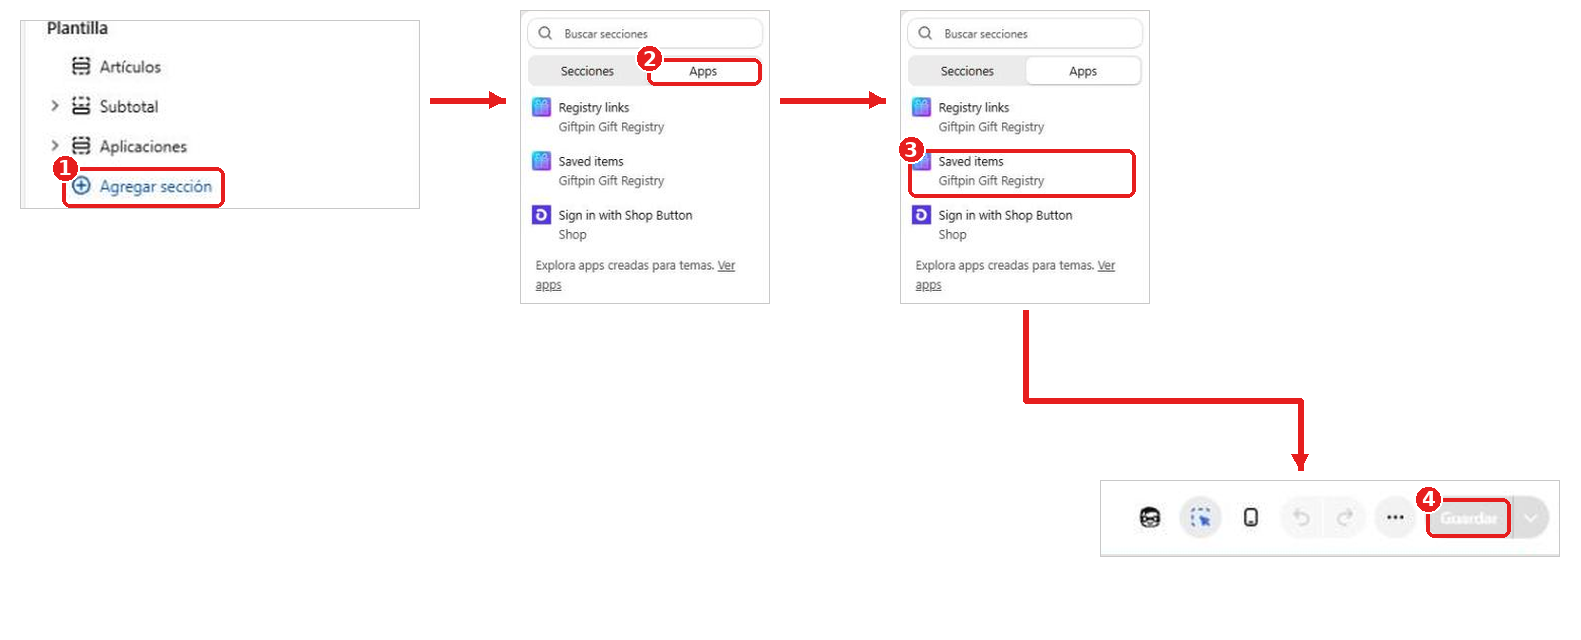 Plantilla
Artículos
Subtotal
Aplicaciones
1
Agregar sección
Buscar secciones
2
Secciones Apps
Registry links
Giftpin Gift Registry
Saved items
Giftpin Gift Registry
Sign in with Shop Button
Shop
Explora apps creadas para temas. Ver
apps
Buscar secciones
Secciones Apps
Registry links
Giftpin Gift Registry
3
Saved items
Giftpin Gift Registry
Sign in with Shop Button
Shop
Explora apps creadas para temas. Ver
apps
4
Guardar